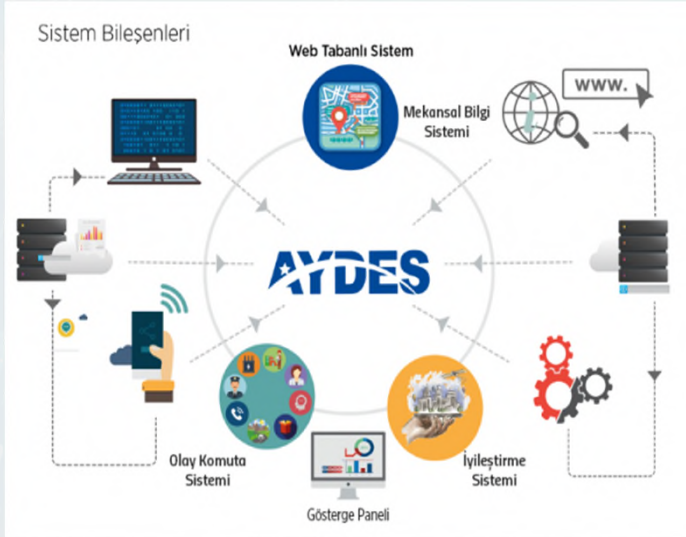 Sistem Bileşenleri
Web Tabanlı Sistem
www.
Mekansal Bilgi
Sistemi
AYDES
Olay Komuta
Sistemi
İyileştirme
Sistemi
Gösterge Paneli